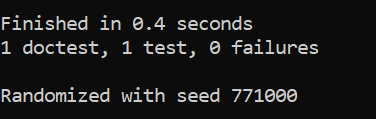 Finished in 0.4 seconds
1 doctest, 1 test, 0 failures
Randomized with seed 771000